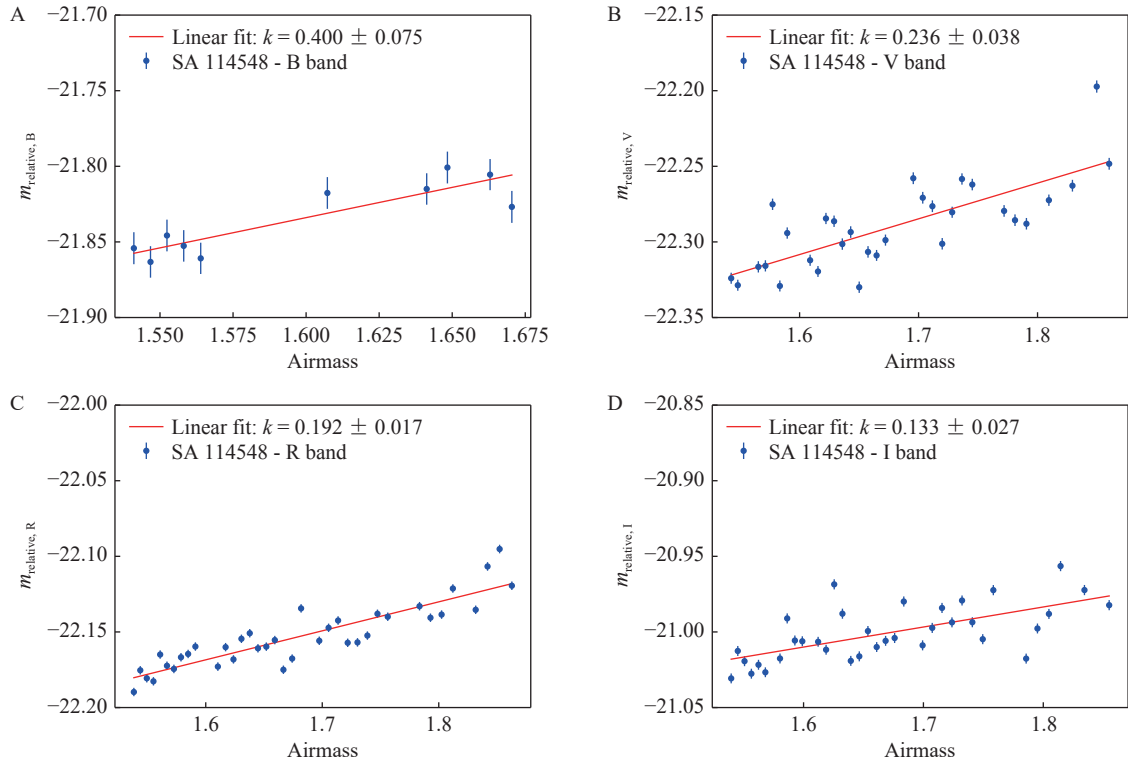 A
−21.70
−21.75
−21.80
−21.85
−21.90
m relative, B
Linear fit: k = 0.400 ± 0.075
SA 114548 - B band
1.550 1.575 1.600 1.625 1.650 1.675
Airmass
B
−22.15
−22.20
−22.25
−22.30
−22.35
m relative, V
Linear fit: k = 0.236 ± 0.038
SA 114548 - V band
1.6 1.7 1.8
Airmass
C
−22.00
−22.05
−22.10
−22.15
−22.20
m relative, R
Linear fit: k = 0.192 ± 0.017
SA 114548 - R band
1.6 1.7 1.8
Airmass
D
−20.85
−20.90
−20.95
−21.00
−21.05
m relative, I
Linear fit: k = 0.133 ± 0.027
SA 114548 - I band
1.6 1.7 1.8
Airmass